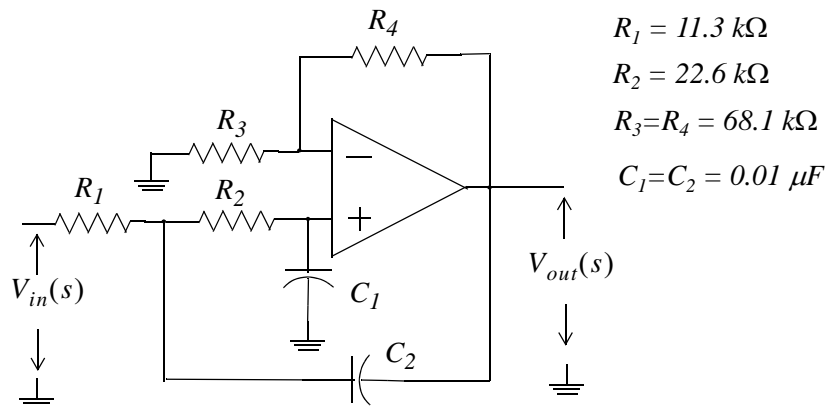 R₄
R₁ = 11.3 kΩ
R₂ = 22.6 kΩ
R₃=R₄ = 68.1 kΩ
C₁=C₂ = 0.01 μF
R₃
−
R₁
R₂
+
Vᵢₙ(s)
C₁
Vₒᵤₜ(s)
C₂